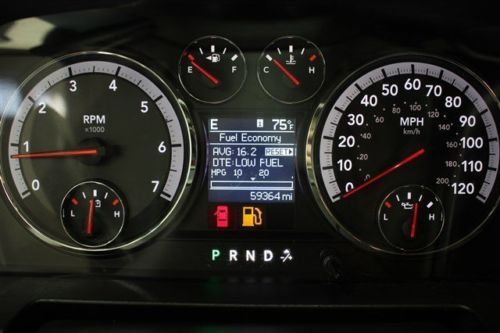 E F
C H
1 2 3 4 5 6 7 0
RPM
x1000
L H
E 75°F
Fuel Economy
AVG: 16.2 RESET
DTE: LOW FUEL
MPG 10 20
59364 mi
P R N D
0 10 20 30 40 50 60 70 80 90 100 110 120
MPH
km/h
L H